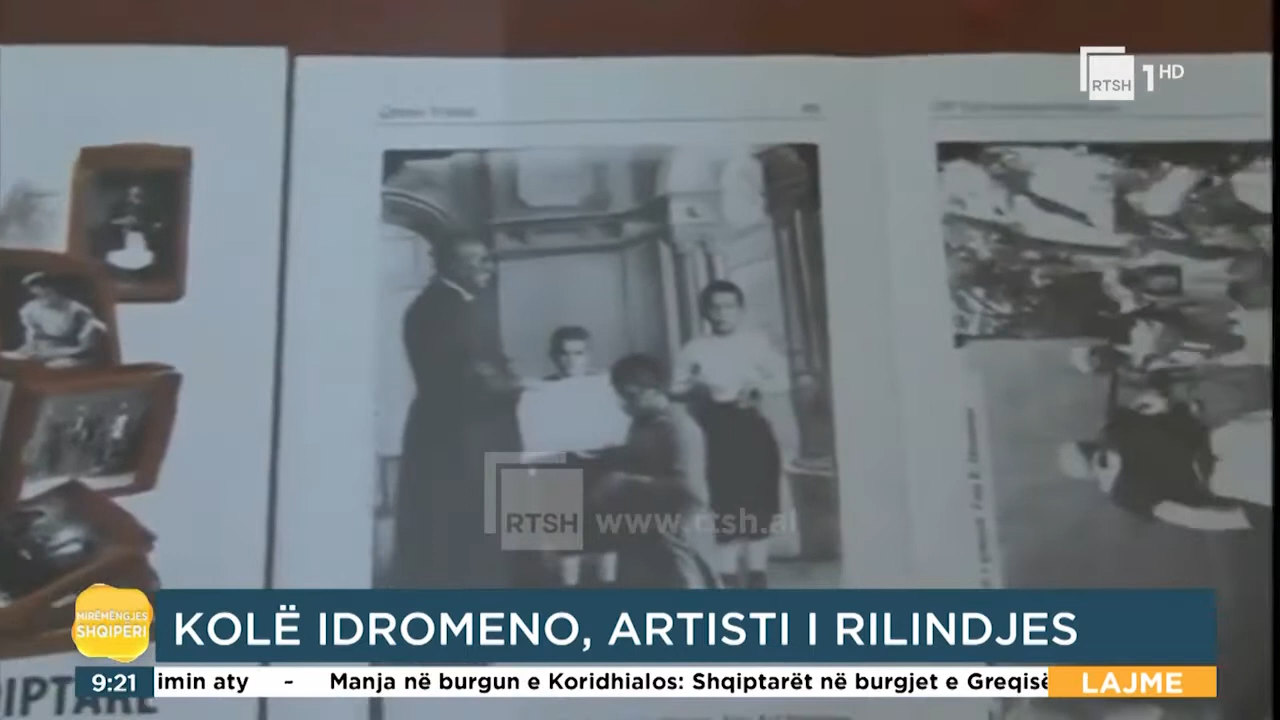 RTSH 1 HD
RTSH www.rtsh.al
MIRËMËNGJES
SHQIPËRI
KOLË IDROMENO, ARTISTI I RILINDJES
9:21
imin aty - Manja në burgun e Koridhialos: Shqiptarët në burgjet e Greqisë
LAJME